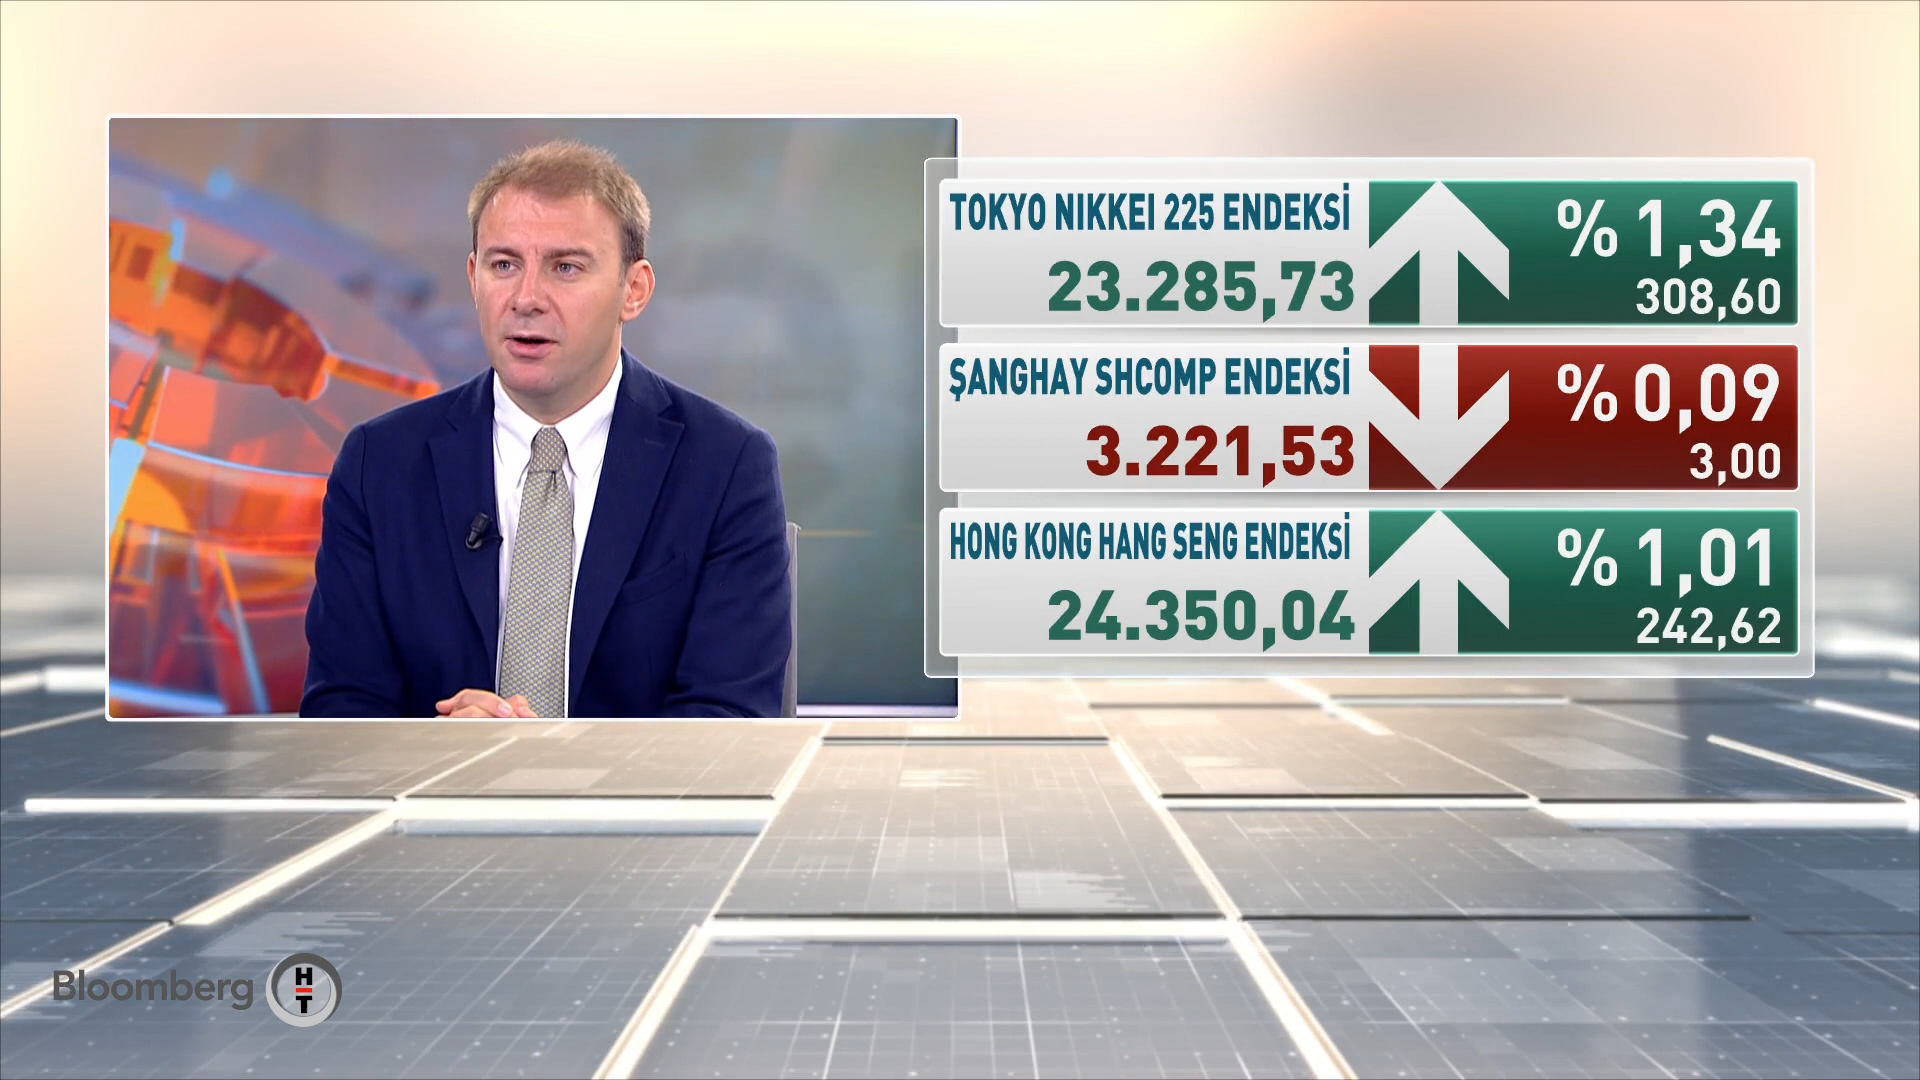 TOKYO NIKKEI 225 ENDEKSİ
23.285,73
% 1,34
308,60
ŞANGHAY SHCOMP ENDEKSİ
3.221,53
% 0,09
3,00
HONG KONG HANG SENG ENDEKSİ
24.350,04
% 1,01
242,62
Bloomberg HT